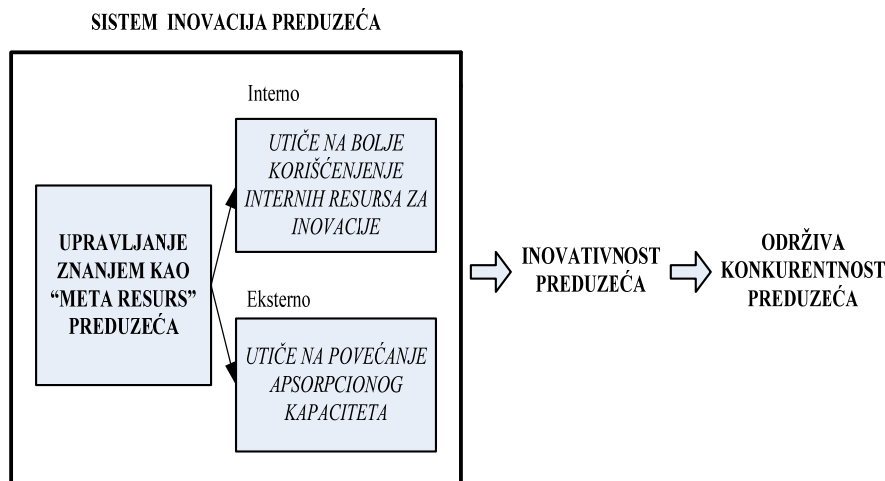 SISTEM INOVACIJA PREDUZEĆA
Interno
UTIČE NA BOLJE
KORIŠĆENJENJE
INTERNIH RESURSA ZA
INOVACIJE
UPRAVLJANJE
ZNANJEM KAO
“META RESURS”
PREDUZEĆA
Eksterno
UTIČE NA POVEĆANJE
APSORPCIONOG
KAPACITETA
INOVATIVNOST
PREDUZEĆA
ODRŽIVA
KONKURENTNOST
PREDUZEĆA